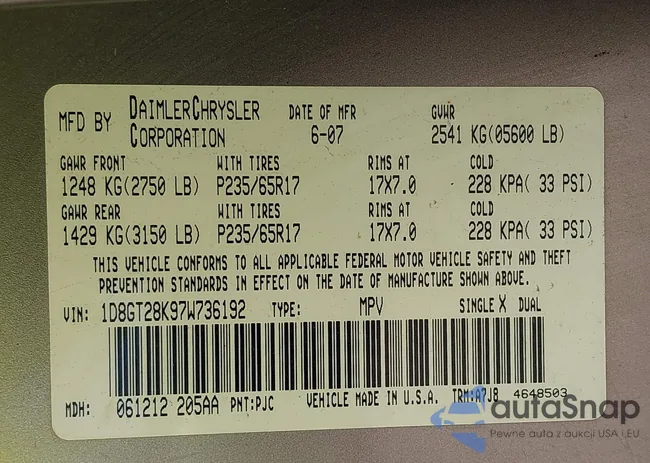 MFD BY DAIMLERCHRYSLER CORPORATION DATE OF MFR 6-07 GVWR 2541 KG(05600 LB)
GAWR FRONT WITH TIRES RIMS AT COLD
1248 KG(2750 LB) P235/65R17 17X7.0 228 KPA( 33 PSI)
GAWR REAR WITH TIRES RIMS AT COLD
1429 KG(3150 LB) P235/65R17 17X7.0 228 KPA( 33 PSI)
THIS VEHICLE CONFORMS TO ALL APPLICABLE FEDERAL MOTOR VEHICLE SAFETY AND THEFT
PREVENTION STANDARDS IN EFFECT ON THE DATE OF MANUFACTURE SHOWN ABOVE.
VIN: 1D8GT28K97W736192 TYPE: MPV SINGLE X DUAL
MDH: 061212 205AA PNT:PJC VEHICLE MADE IN U.S.A. TRM:A7J8 4648503
autaSnap
Pewne auta z aukcji USA i EU